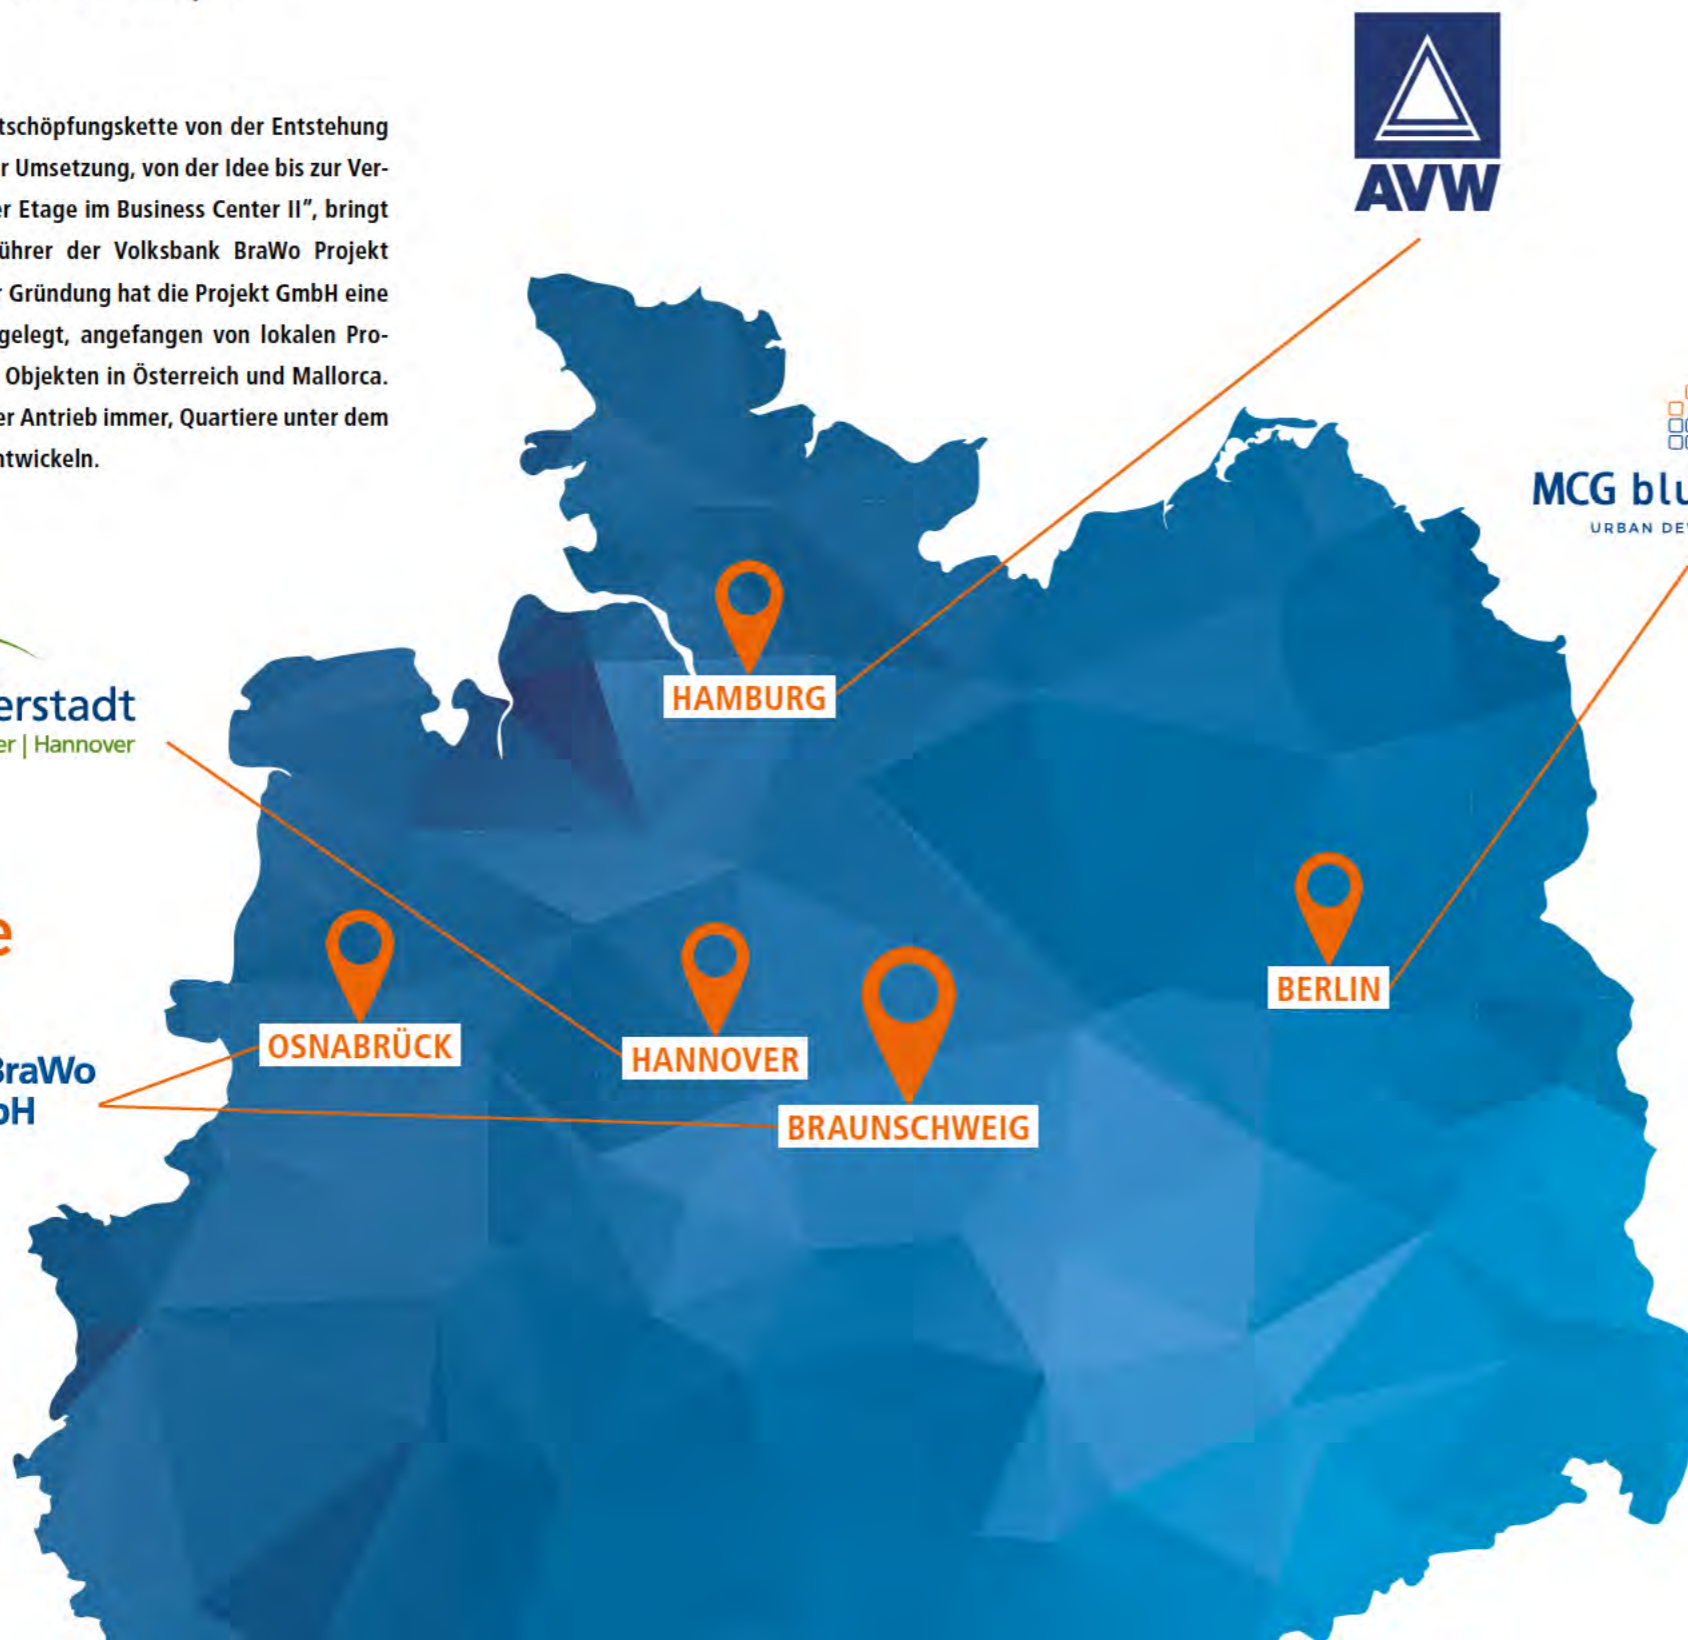 tschöpfungskette von der Entstehung
r Umsetzung, von der Idee bis zur Ver-
er Etage im Business Center II”, bringt
ührer der Volksbank BraWo Projekt
r Gründung hat die Projekt GmbH eine
gelegt, angefangen von lokalen Pro-
Objekten in Österreich und Mallorca.
er Antrieb immer, Quartiere unter dem
ntwickeln.
AVW
MCG blu
URBAN DE
HAMBURG
erstadt
er | Hannover
e
BERLIN
OSNABRÜCK
HANNOVER
BraWo
bH
BRAUNSCHWEIG